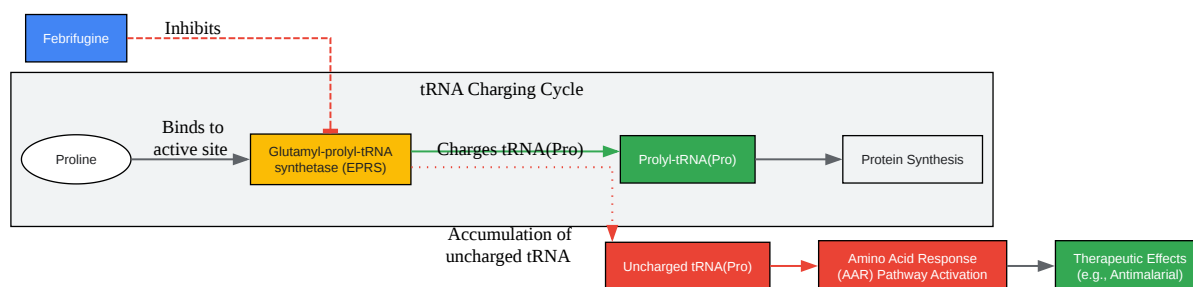 Febrifugine
Inhibits
tRNA Charging Cycle
Proline
Binds to
active site
Glutamyl-prolyl-tRNA
synthetase (EPRS)
Charges tRNA(Pro)
Prolyl-tRNA(Pro)
Protein Synthesis
Accumulation of
uncharged tRNA
Uncharged tRNA(Pro)
Amino Acid Response
(AAR) Pathway Activation
Therapeutic Effects
(e.g., Antimalarial)